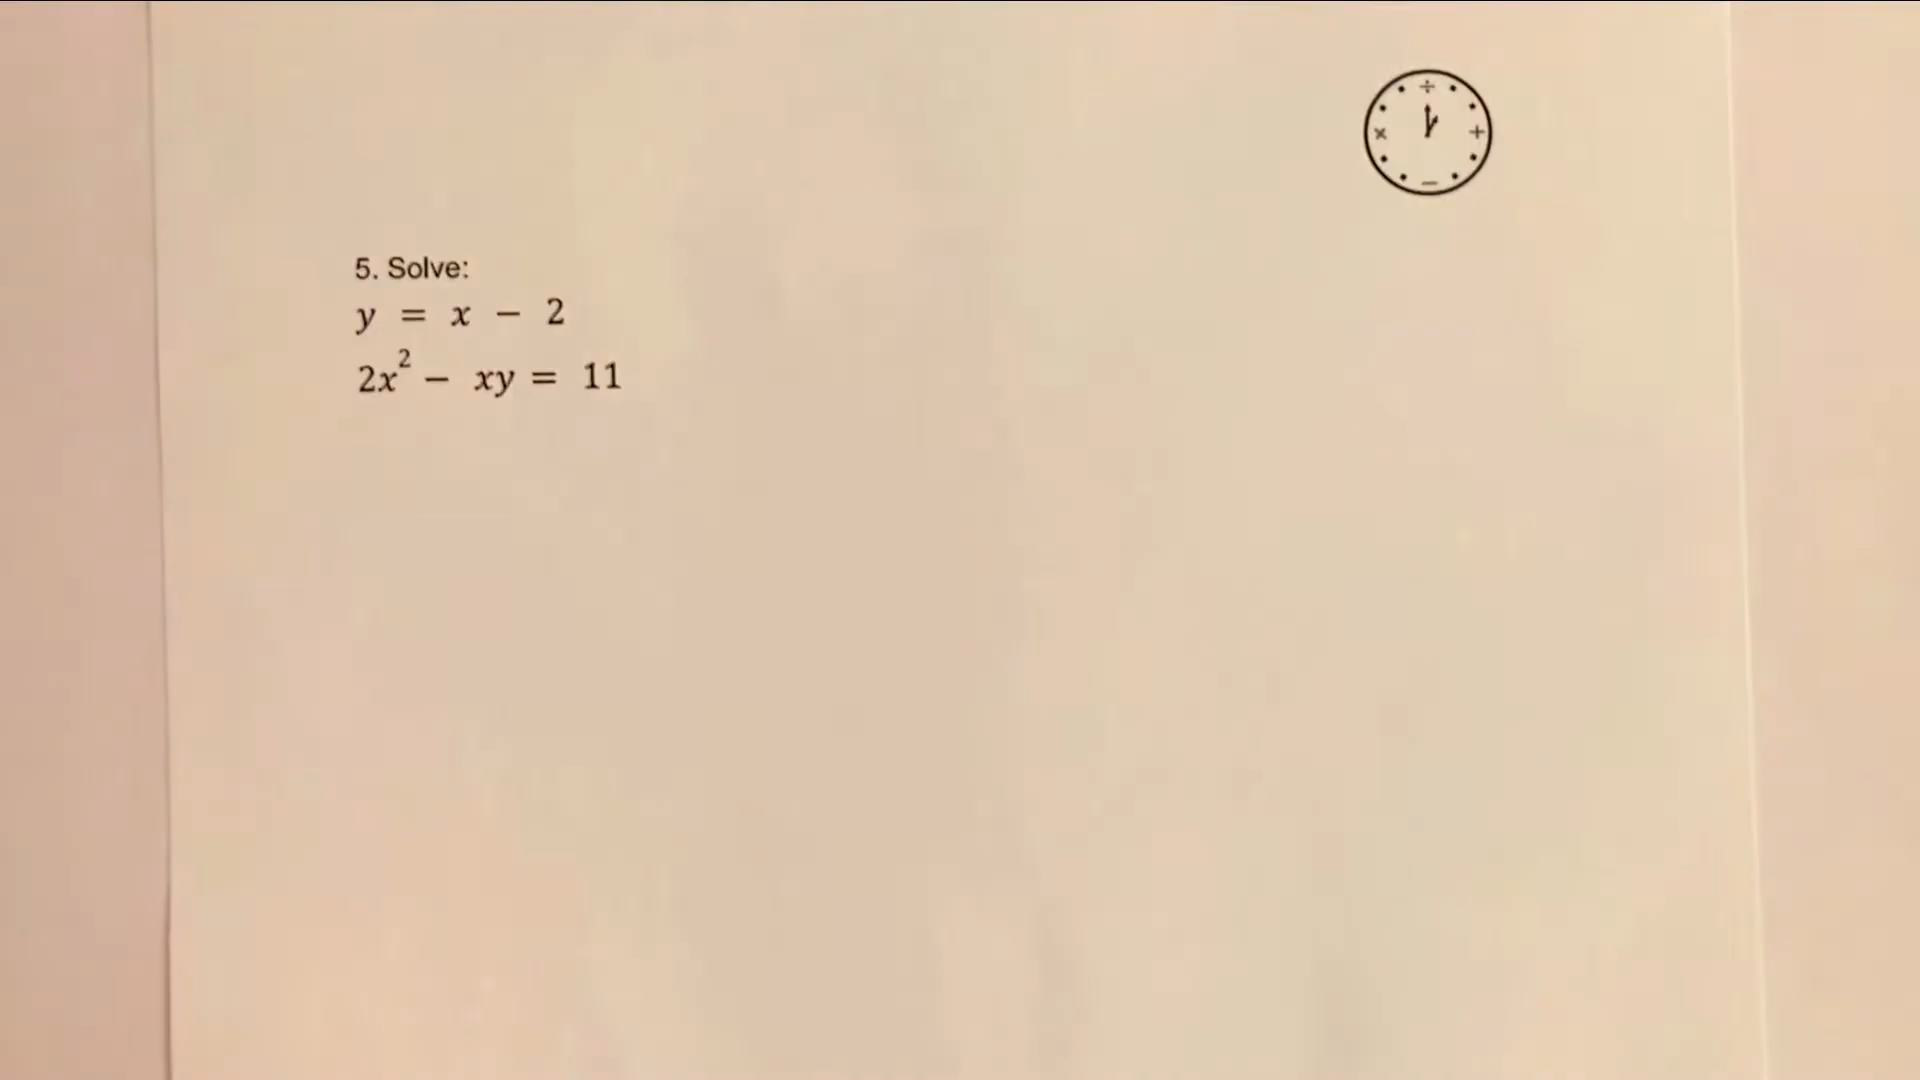 ÷
× +
−
5. Solve:
y = x − 2
2x² − xy = 11